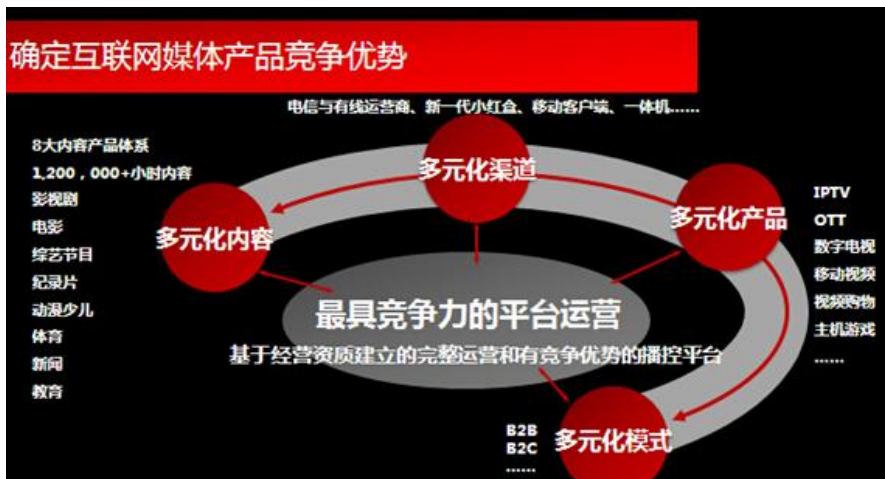 确定互联网媒体产品竞争优势
电信与有线运营商、新一代小红盒、移动客户端、一体机……
8大内容产品体系
1,200，000+小时内容
影视剧
电影
综艺节目
纪录片
动漫少儿
体育
新闻
教育
多元化内容
多元化渠道
多元化产品
IPTV
OTT
数字电视
移动视频
视频购物
主机游戏
……
最具竞争力的平台运营
基于经营资质建立的完整运营和有竞争优势的播控平台
B2B
B2C
……
多元化模式